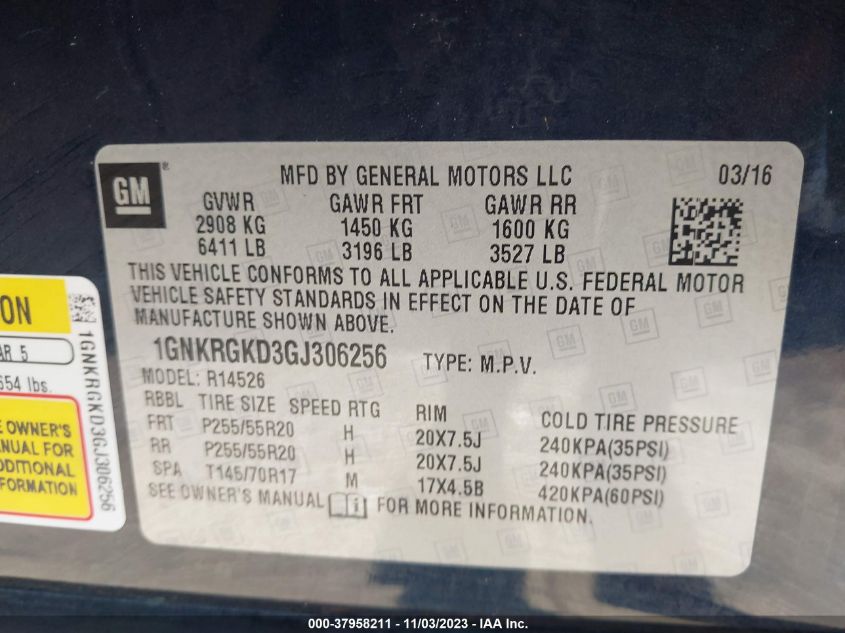 GM
MFD BY GENERAL MOTORS LLC 03/16
GVWR GAWR FRT GAWR RR
2908 KG 1450 KG 1600 KG
6411 LB 3196 LB 3527 LB
THIS VEHICLE CONFORMS TO ALL APPLICABLE U.S. FEDERAL MOTOR
VEHICLE SAFETY STANDARDS IN EFFECT ON THE DATE OF
MANUFACTURE SHOWN ABOVE.
1GNKRGKD3GJ306256 TYPE: M.P.V.
MODEL: R14526
RBBL TIRE SIZE SPEED RTG RIM COLD TIRE PRESSURE
FRT P255/55R20 H 20X7.5J 240KPA(35PSI)
RR P255/55R20 H 20X7.5J 240KPA(35PSI)
SPA T145/70R17 M 17X4.5B 420KPA(60PSI)
SEE OWNER'S MANUAL FOR MORE INFORMATION.
ON
AR 5
654 lbs.
E OWNER'S
ANUAL FOR
DDITIONAL
FORMATION
1GNKRGKD3GJ306256
000-37958211 - 11/03/2023 - IAA Inc.